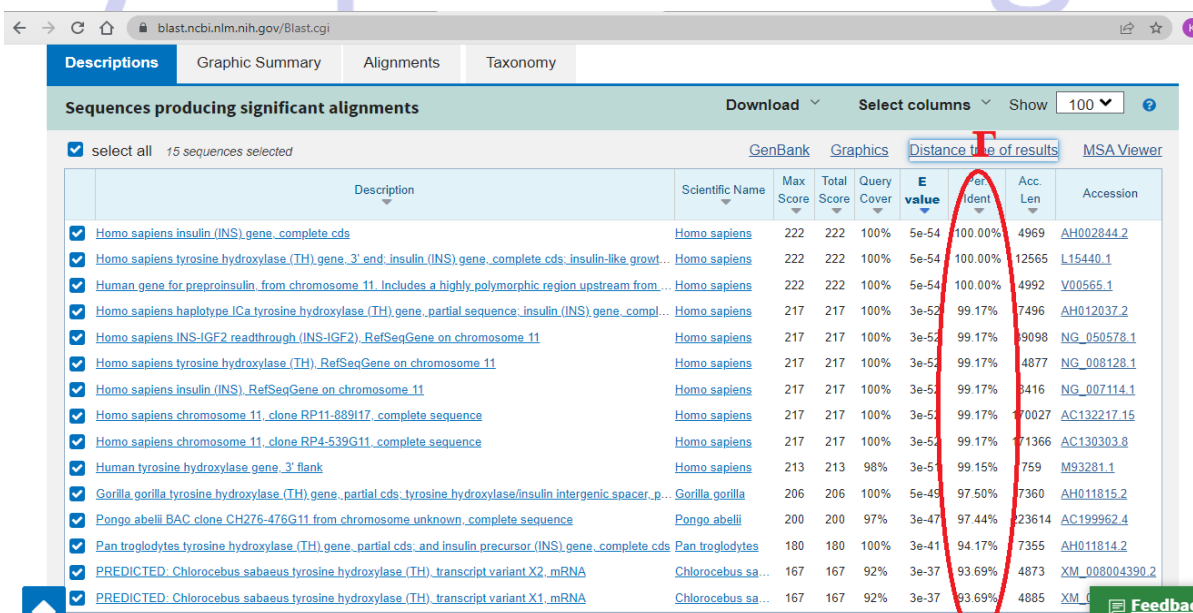 blast.ncbi.nlm.nih.gov/Blast.cgi
Descriptions Graphic Summary Alignments Taxonomy
Sequences producing significant alignments Download Select columns Show 100 ?
select all 15 sequences selected GenBank Graphics Distance tree of results MSA Viewer
F
Description Scientific Name Max Score Total Score Query Cover E value Per. Ident Acc. Len Accession
Homo sapiens insulin (INS) gene, complete cds Homo sapiens 222 222 100% 5e-54 100.00% 4969 AH002844.2
Homo sapiens tyrosine hydroxylase (TH) gene, 3' end; insulin (INS) gene, complete cds; insulin-like growt... Homo sapiens 222 222 100% 5e-54 100.00% 12565 L15440.1
Human gene for preproinsulin, from chromosome 11. Includes a highly polymorphic region upstream from ... Homo sapiens 222 222 100% 5e-54 100.00% 4992 V00565.1
Homo sapiens haplotype ICa tyrosine hydroxylase (TH) gene, partial sequence; insulin (INS) gene, compl... Homo sapiens 217 217 100% 3e-52 99.17% 7496 AH012037.2
Homo sapiens INS-IGF2 readthrough (INS-IGF2), RefSeqGene on chromosome 11 Homo sapiens 217 217 100% 3e-52 99.17% NG_050578.1
Homo sapiens tyrosine hydroxylase (TH), RefSeqGene on chromosome 11 Homo sapiens 217 217 100% 3e-52 99.17% NG_008128.1
Homo sapiens insulin (INS), RefSeqGene on chromosome 11 Homo sapiens 217 217 100% 3e-52 99.17% 8416 NG_007114.1
Homo sapiens chromosome 11, clone RP11-889I17, complete sequence Homo sapiens 217 217 100% 3e-52 99.17% 170027 AC132217.15
Homo sapiens chromosome 11, clone RP4-539G11, complete sequence Homo sapiens 217 217 100% 3e-52 99.17% 171366 AC130303.8
Human tyrosine hydroxylase gene, 3' flank Homo sapiens 213 213 98% 3e-51 99.15% 1759 M93281.1
Gorilla gorilla tyrosine hydroxylase (TH) gene, partial cds; tyrosine hydroxylase/insulin intergenic spacer, p... Gorilla gorilla 206 206 100% 5e-49 97.50% 7360 AH011815.2
Pongo abelii BAC clone CH276-476G11 from chromosome unknown, complete sequence Pongo abelii 200 200 97% 3e-47 97.44% 223614 AC199962.4
Pan troglodytes tyrosine hydroxylase (TH) gene, partial cds; and insulin precursor (INS) gene, complete cds Pan troglodytes 180 180 100% 3e-41 94.17% 7355 AH011814.2
PREDICTED: Chlorocebus sabaeus tyrosine hydroxylase (TH), transcript variant X2, mRNA Chlorocebus sa... 167 167 92% 3e-37 93.69% 4873 XM_008004390.2
PREDICTED: Chlorocebus sabaeus tyrosine hydroxylase (TH), transcript variant X1, mRNA Chlorocebus sa... 167 167 92% 3e-37 93.69% 4885
Feedba